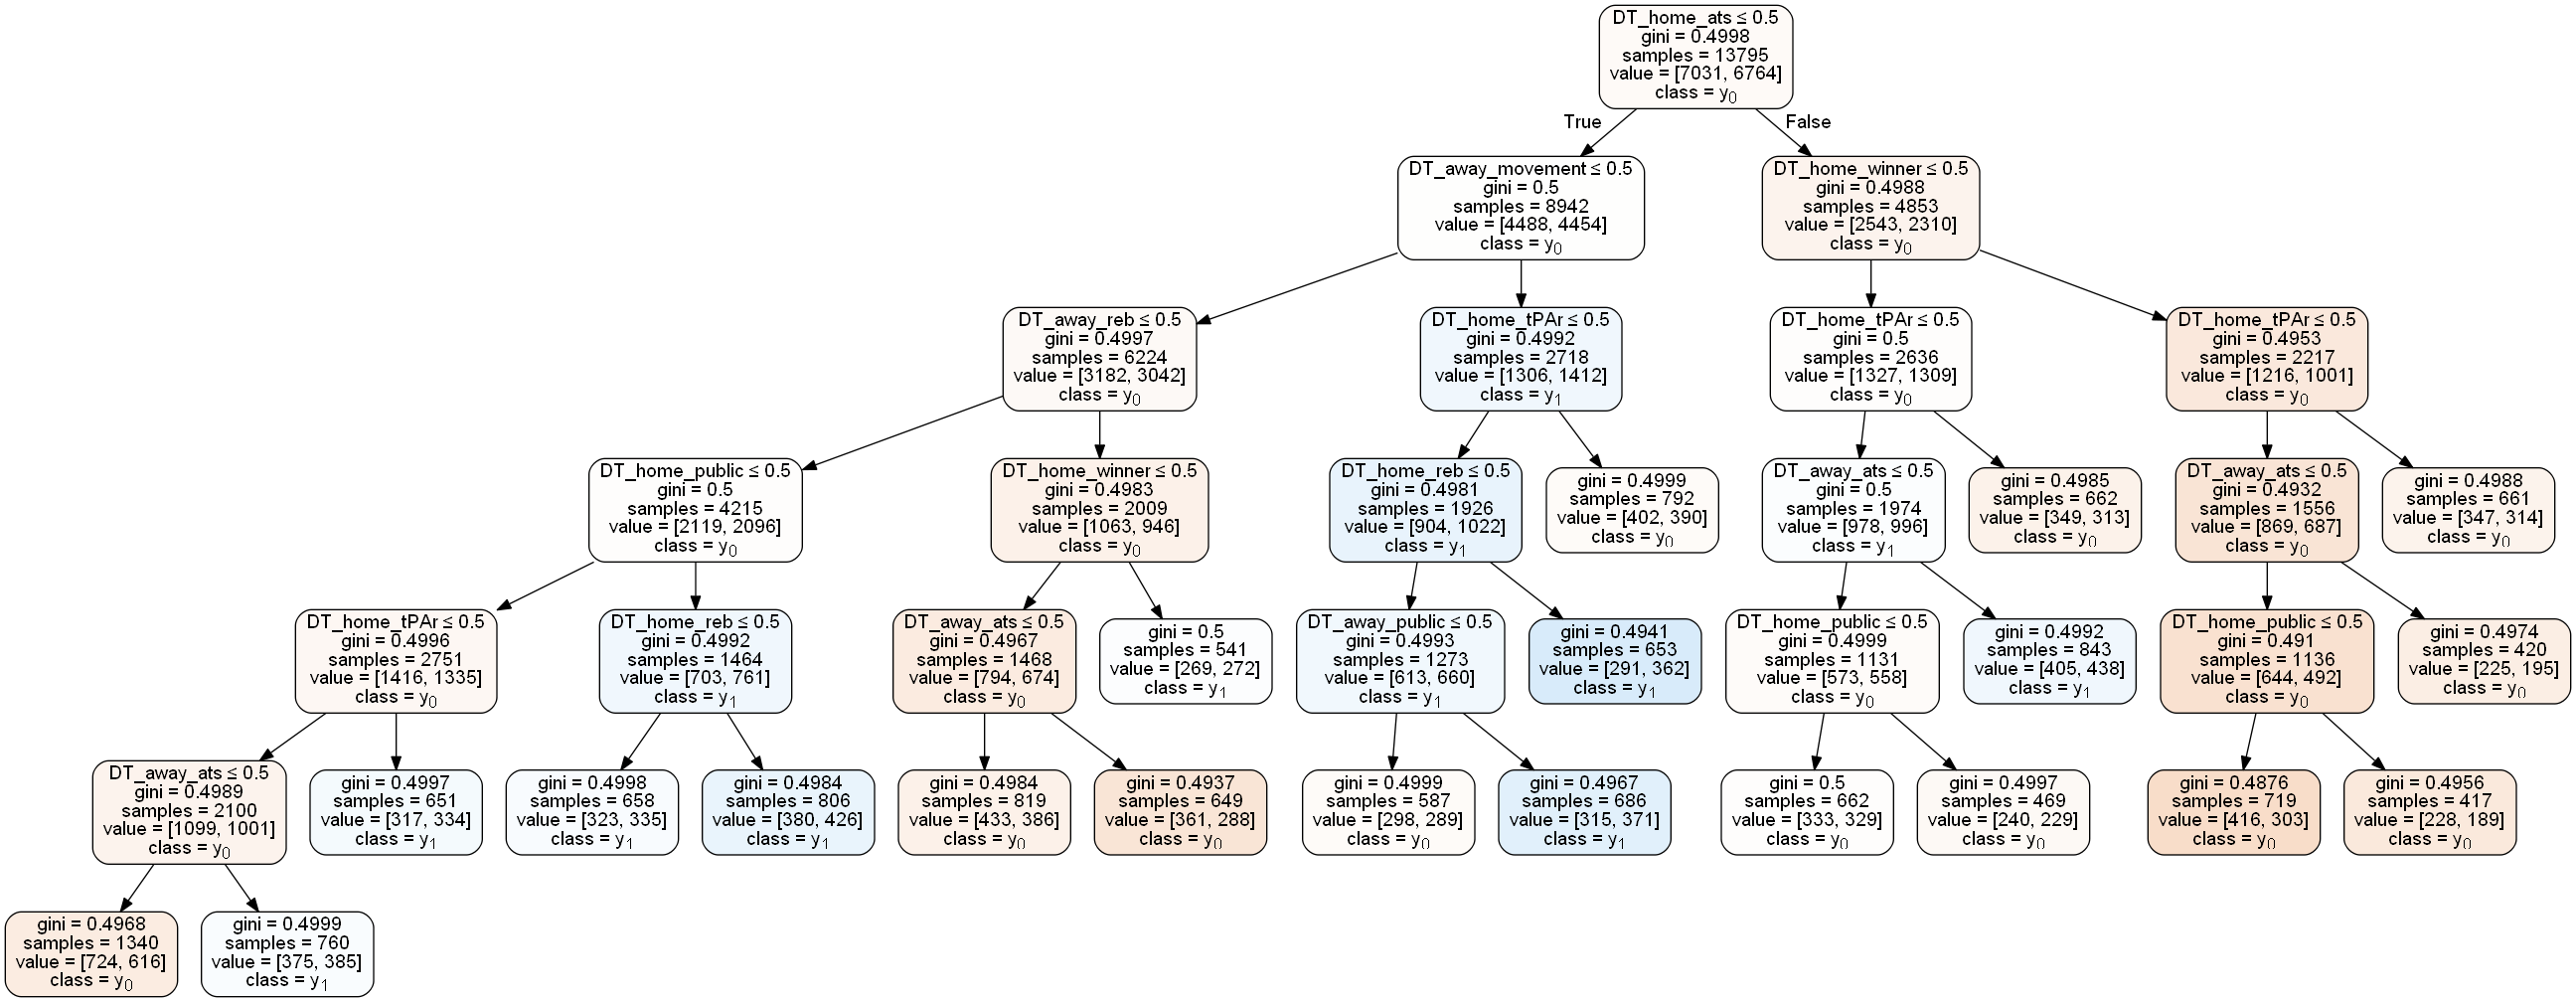 DT_home_ats ≤ 0.5
gini = 0.4998
samples = 13795
value = [7031, 6764]
class = y0
True
False
DT_away_movement ≤ 0.5
gini = 0.5
samples = 8942
value = [4488, 4454]
class = y0
DT_home_winner ≤ 0.5
gini = 0.4988
samples = 4853
value = [2543, 2310]
class = y0
DT_away_reb ≤ 0.5
gini = 0.4997
samples = 6224
value = [3182, 3042]
class = y0
DT_home_tPAr ≤ 0.5
gini = 0.4992
samples = 2718
value = [1306, 1412]
class = y1
DT_home_tPAr ≤ 0.5
gini = 0.5
samples = 2636
value = [1327, 1309]
class = y0
DT_home_tPAr ≤ 0.5
gini = 0.4953
samples = 2217
value = [1216, 1001]
class = y0
DT_home_public ≤ 0.5
gini = 0.5
samples = 4215
value = [2119, 2096]
class = y0
DT_home_winner ≤ 0.5
gini = 0.4983
samples = 2009
value = [1063, 946]
class = y0
DT_home_reb ≤ 0.5
gini = 0.4981
samples = 1926
value = [904, 1022]
class = y1
gini = 0.4999
samples = 792
value = [402, 390]
class = y0
DT_away_ats ≤ 0.5
gini = 0.5
samples = 1974
value = [978, 996]
class = y1
gini = 0.4985
samples = 662
value = [349, 313]
class = y0
DT_away_ats ≤ 0.5
gini = 0.4932
samples = 1556
value = [869, 687]
class = y0
gini = 0.4988
samples = 661
value = [347, 314]
class = y0
DT_home_tPAr ≤ 0.5
gini = 0.4996
samples = 2751
value = [1416, 1335]
class = y0
DT_home_reb ≤ 0.5
gini = 0.4992
samples = 1464
value = [703, 761]
class = y1
DT_away_ats ≤ 0.5
gini = 0.4967
samples = 1468
value = [794, 674]
class = y0
gini = 0.5
samples = 541
value = [269, 272]
class = y1
DT_away_public ≤ 0.5
gini = 0.4993
samples = 1273
value = [613, 660]
class = y1
gini = 0.4941
samples = 653
value = [291, 362]
class = y1
DT_home_public ≤ 0.5
gini = 0.4999
samples = 1131
value = [573, 558]
class = y0
gini = 0.4992
samples = 843
value = [405, 438]
class = y1
DT_home_public ≤ 0.5
gini = 0.491
samples = 1136
value = [644, 492]
class = y0
gini = 0.4974
samples = 420
value = [225, 195]
class = y0
DT_away_ats ≤ 0.5
gini = 0.4989
samples = 2100
value = [1099, 1001]
class = y0
gini = 0.4997
samples = 651
value = [317, 334]
class = y1
gini = 0.4998
samples = 658
value = [323, 335]
class = y1
gini = 0.4984
samples = 806
value = [380, 426]
class = y1
gini = 0.4984
samples = 819
value = [433, 386]
class = y0
gini = 0.4937
samples = 649
value = [361, 288]
class = y0
gini = 0.4999
samples = 587
value = [298, 289]
class = y0
gini = 0.4967
samples = 686
value = [315, 371]
class = y1
gini = 0.5
samples = 662
value = [333, 329]
class = y0
gini = 0.4997
samples = 469
value = [240, 229]
class = y0
gini = 0.4876
samples = 719
value = [416, 303]
class = y0
gini = 0.4956
samples = 417
value = [228, 189]
class = y0
gini = 0.4968
samples = 1340
value = [724, 616]
class = y0
gini = 0.4999
samples = 760
value = [375, 385]
class = y1